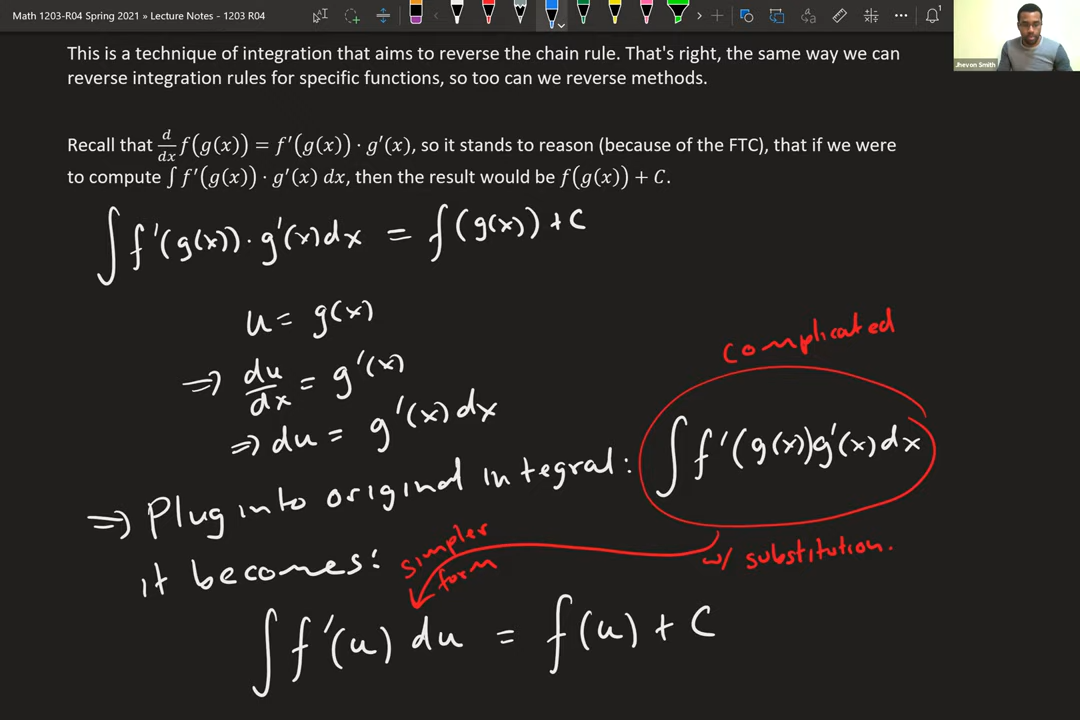 Math 1203-R04 Spring 2021 » Lecture Notes - 1203 R04
Jhevon Smith
This is a technique of integration that aims to reverse the chain rule. That's right, the same way we can
reverse integration rules for specific functions, so too can we reverse methods.
Recall that d/dx f(g(x)) = f'(g(x)) · g'(x), so it stands to reason (because of the FTC), that if we were
to compute ∫ f'(g(x)) · g'(x) dx, then the result would be f(g(x)) + C.
∫ f'(g(x)) · g'(x) dx = f(g(x)) + C
u = g(x)
⇒ du/dx = g'(x)
⇒ du = g'(x) dx
complicated
⇒ Plug into original integral: ∫ f'(g(x)) g'(x) dx
it becomes:
simpler
form
w/ substitution.
∫ f'(u) du = f(u) + C